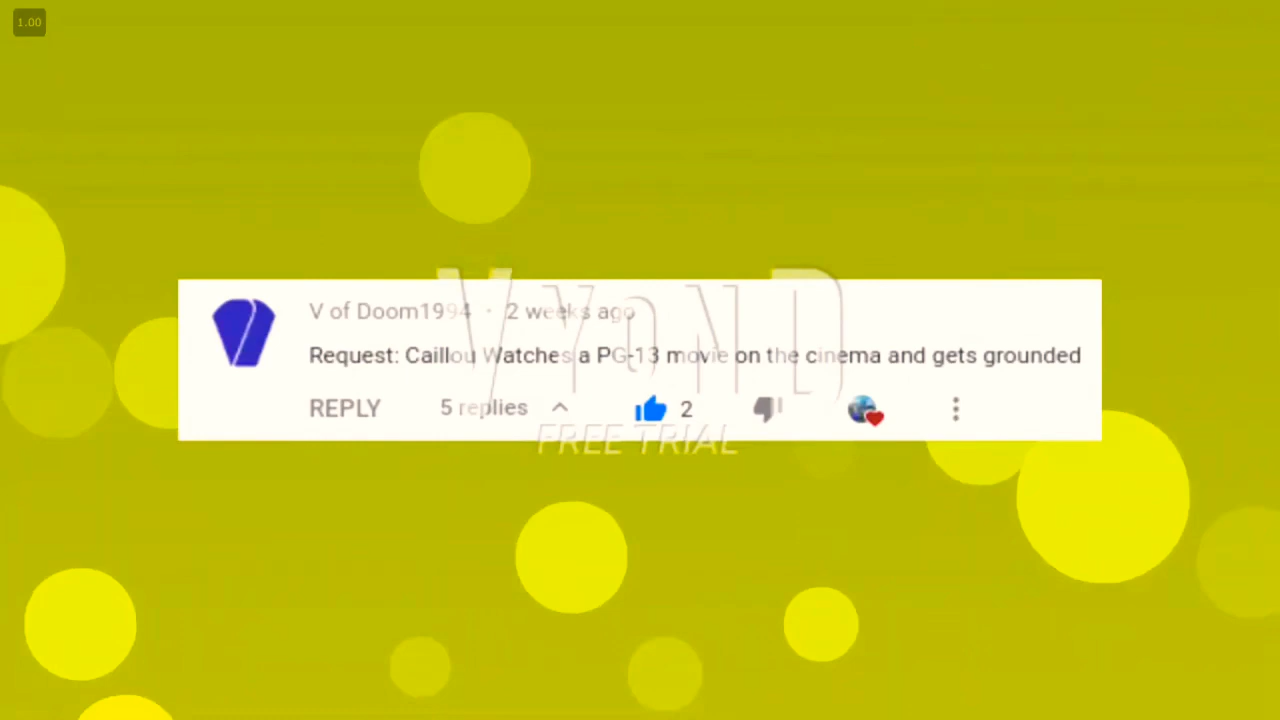 1.00
V of Doom1994 · 2 weeks ago
Request: Caillou Watches a PG-13 movie on the cinema and gets grounded
REPLY 5 replies 2
VYOND
FREE TRIAL